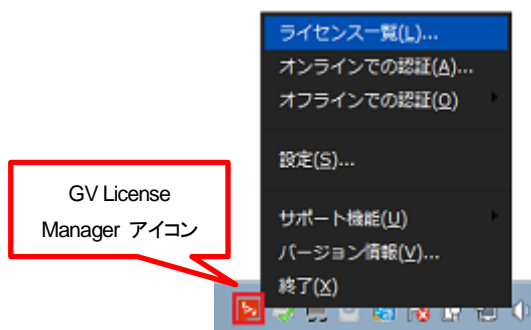 ライセンス一覧(L)...
オンラインでの認証(A)...
オフラインでの認証(O)
設定(S)...
サポート機能(U)
バージョン情報(V)...
終了(X)
GV License
Manager アイコン